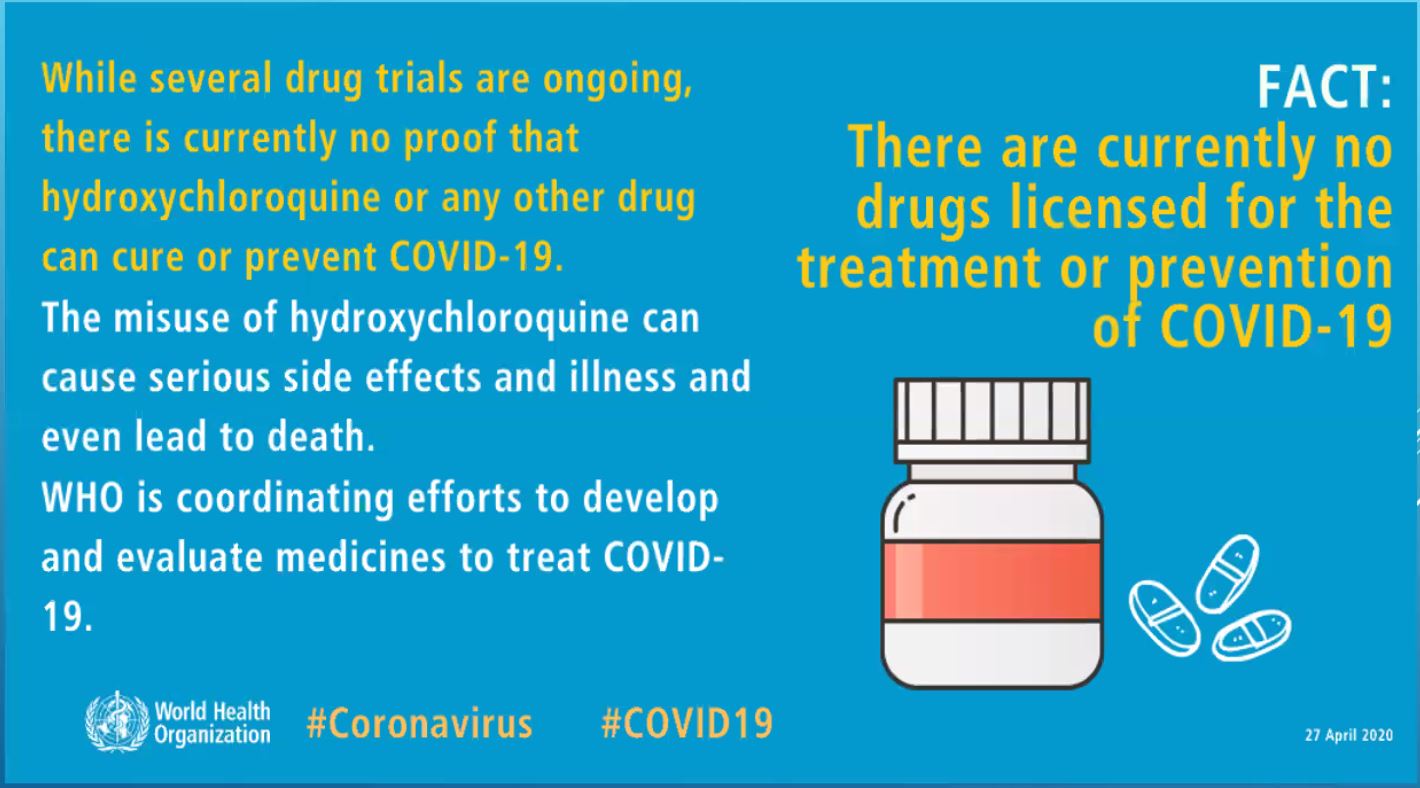 While several drug trials are ongoing,
there is currently no proof that
hydroxychloroquine or any other drug
can cure or prevent COVID-19.
The misuse of hydroxychloroquine can
cause serious side effects and illness and
even lead to death.
WHO is coordinating efforts to develop
and evaluate medicines to treat COVID-
19.
FACT:
There are currently no
drugs licensed for the
treatment or prevention
of COVID-19
World Health
Organization
#Coronavirus
#COVID19
27 April 2020